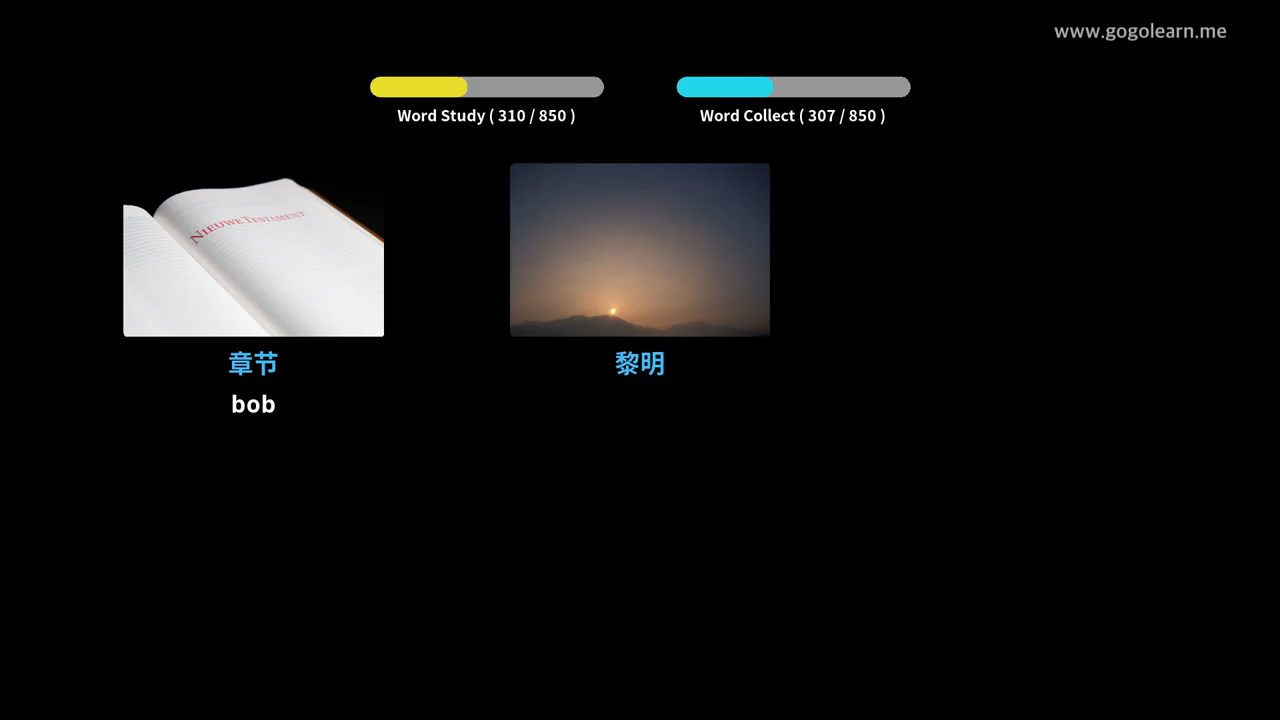 www.gogolearn.me
Word Study ( 310 / 850 )
Word Collect ( 307 / 850 )
NIEUWE TESTAMENT
章节
黎明
bob